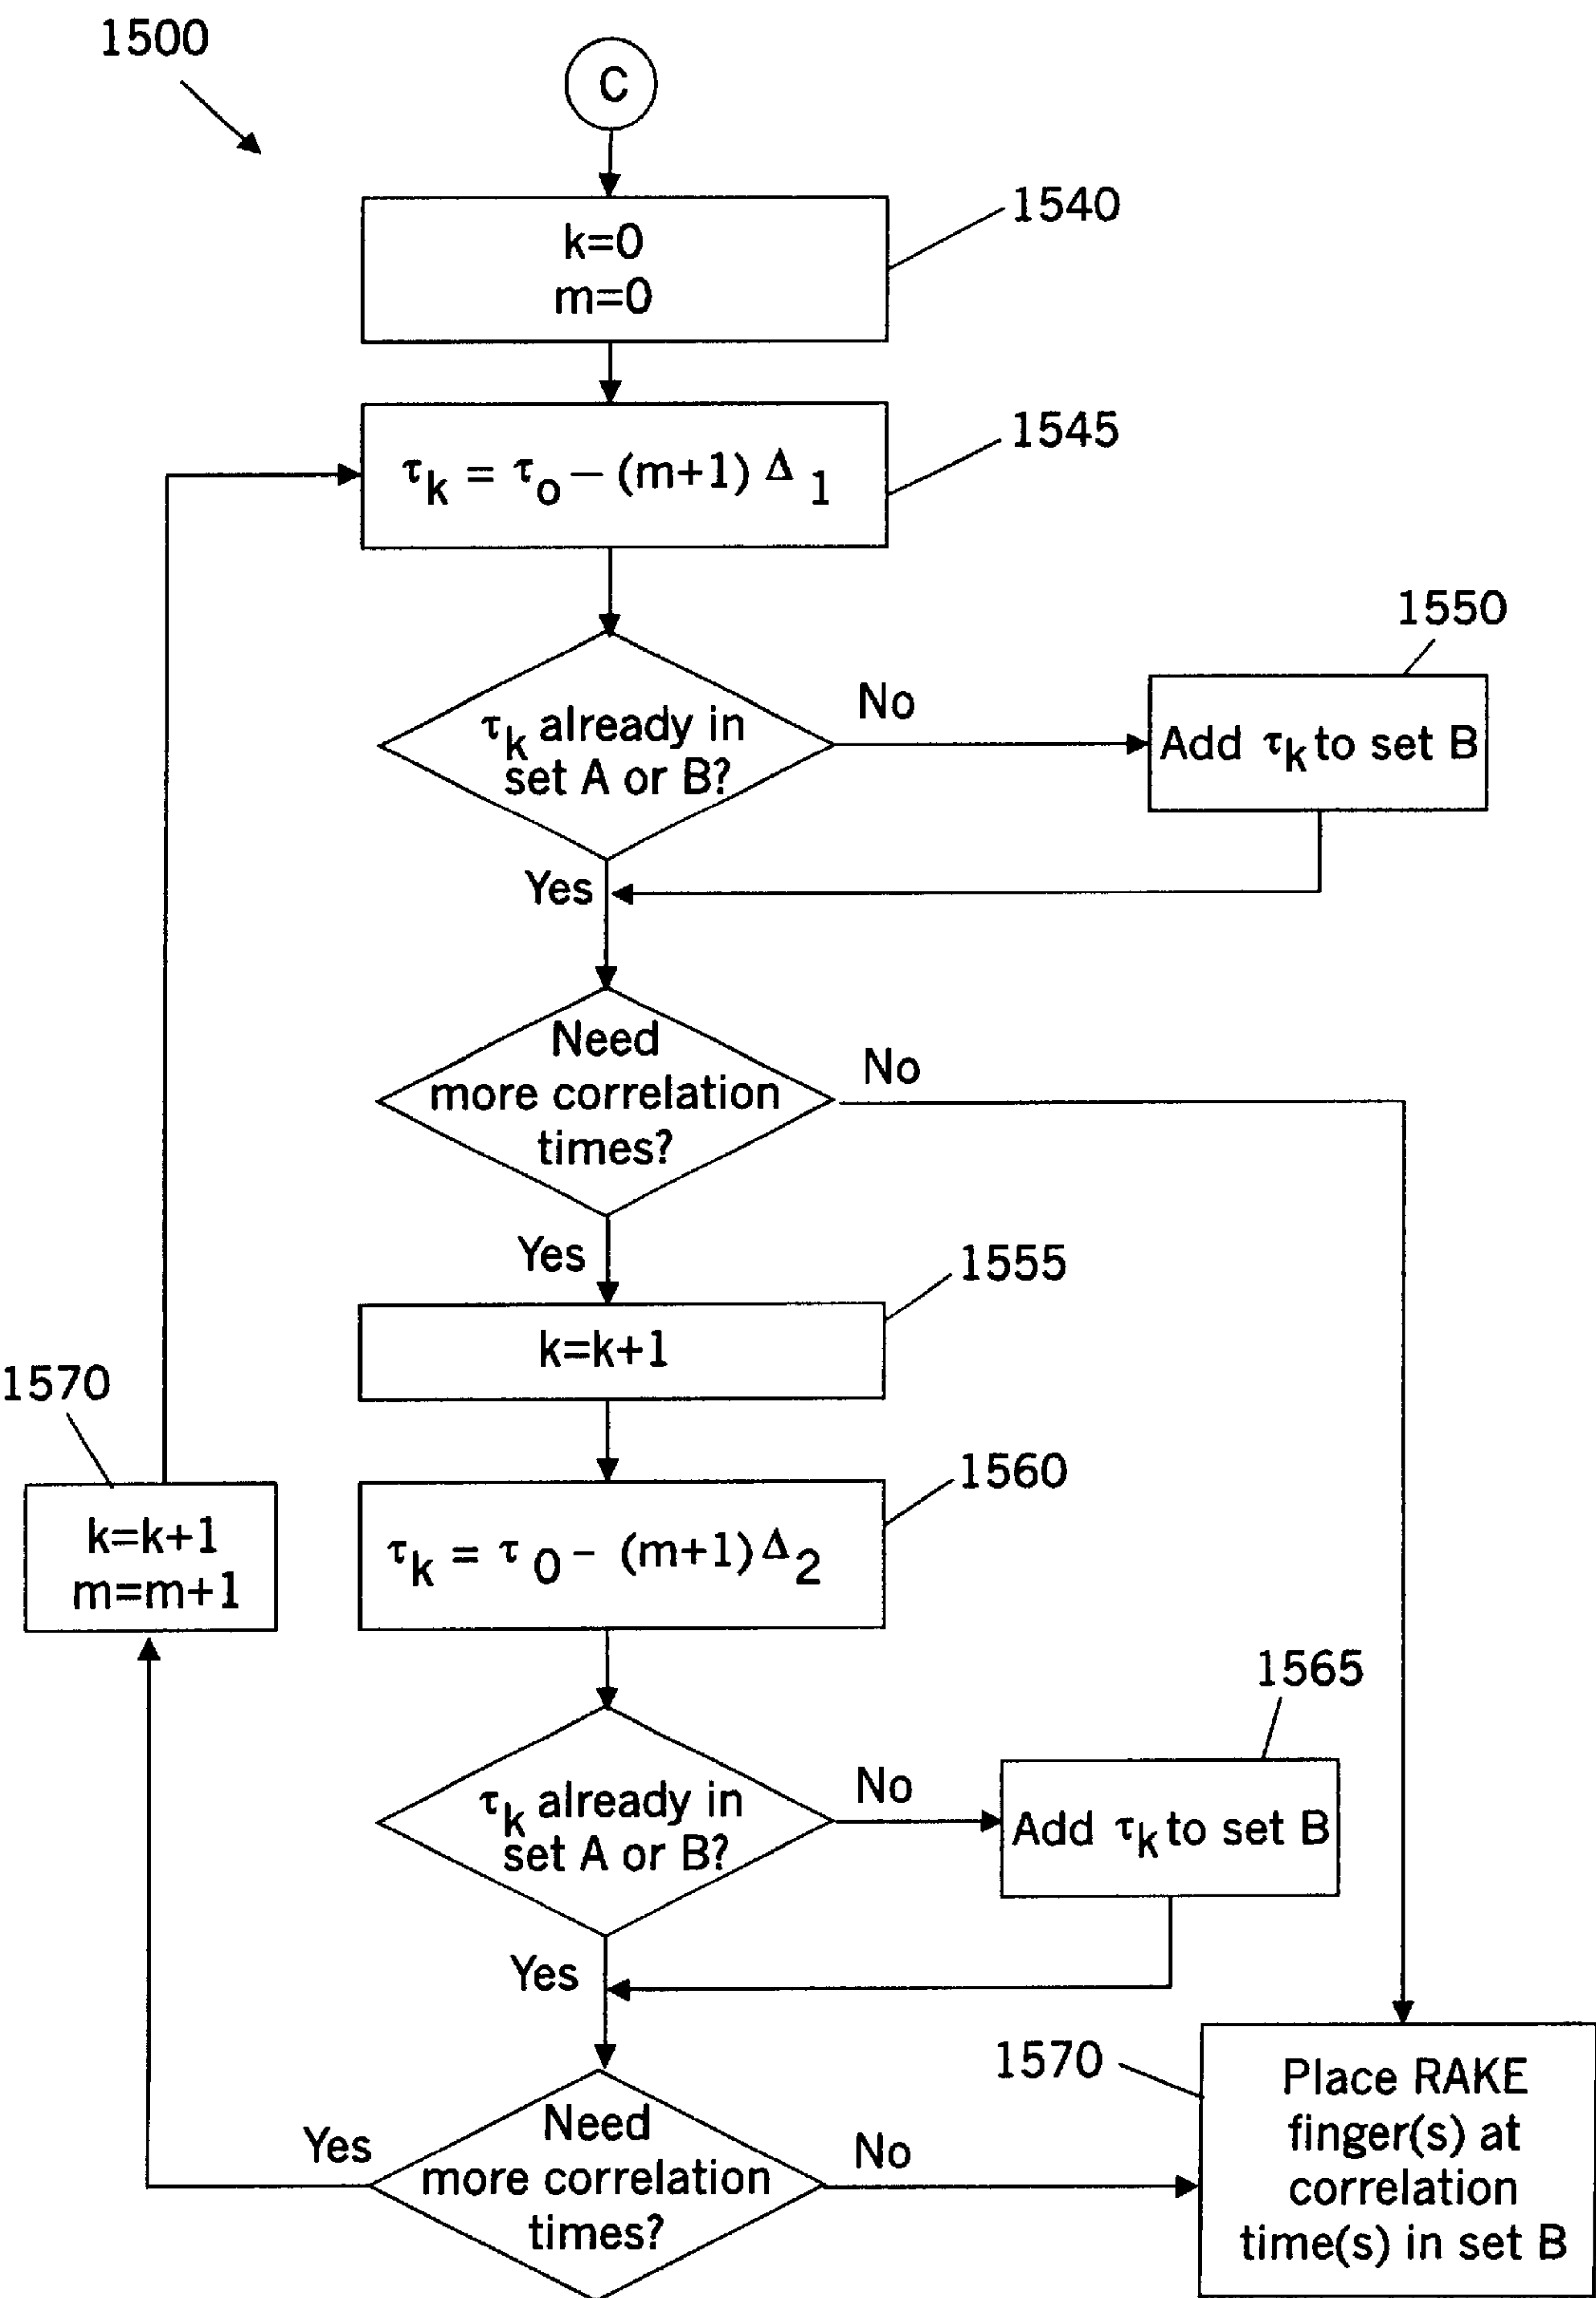 1500
C
k=0
m=0
1540
τk = τo – (m+1) Δ 1
1545
τk already in
set A or B?
No
1550
Add τk to set B
Yes
Need
more correlation
times?
No
Yes
1555
k=k+1
1570
k=k+1
m=m+1
1560
τk = τ 0 – (m+1) Δ2
τk already in
set A or B?
No
1565
Add τk to set B
Yes
Need
more correlation
times?
Yes
No
1570
Place RAKE
finger(s) at
correlation
time(s) in set B